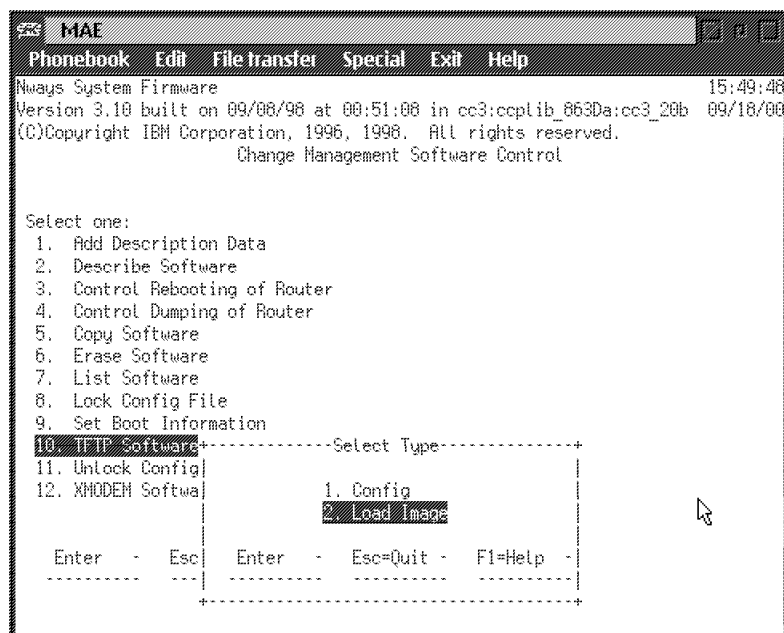 MAE
Phonebook Edit File transfer Special Exit Help
Nways System Firmware 15:49:48
Version 3.10 built on 09/08/98 at 00:51:08 in cc3:ccplib_863Da:cc3_20b 09/18/00
(C)Copyright IBM Corporation, 1996, 1998. All rights reserved.
Change Management Software Control
Select one:
1. Add Description Data
2. Describe Software
3. Control Rebooting of Router
4. Control Dumping of Router
5. Copy Software
6. Erase Software
7. List Software
8. Lock Config File
9. Set Boot Information
10. TFTP Software+-------------Select Type--------------+
11. Unlock Config|
12. XMODEM Softwa| 1. Config
2. Load Image
Enter - Esc| Enter - Esc=Quit - F1=Help -